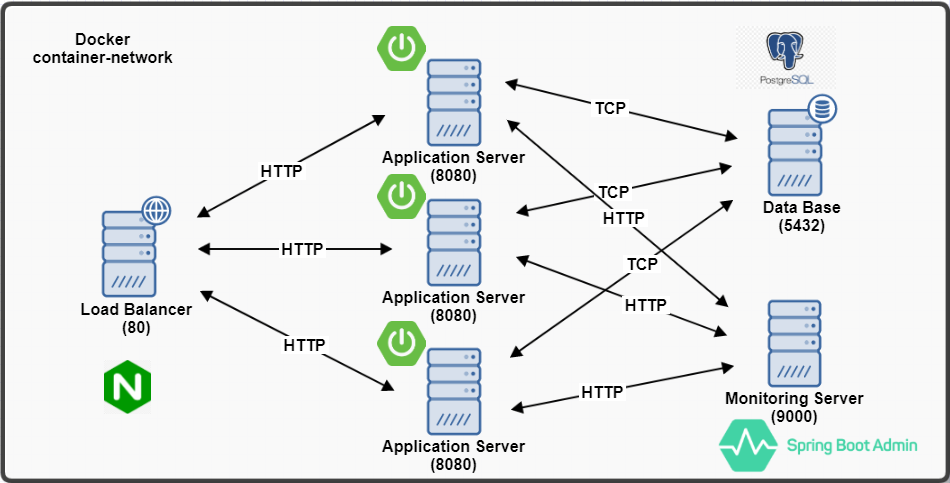 Docker
container-network
PostgreSQL
TCP
Application Server
(8080)
HTTP
TCP
Data Base
(5432)
HTTP
HTTP
TCP
Load Balancer
(80)
Application Server
(8080)
HTTP
HTTP
HTTP
Monitoring Server
(9000)
Application Server
(8080)
Spring Boot Admin